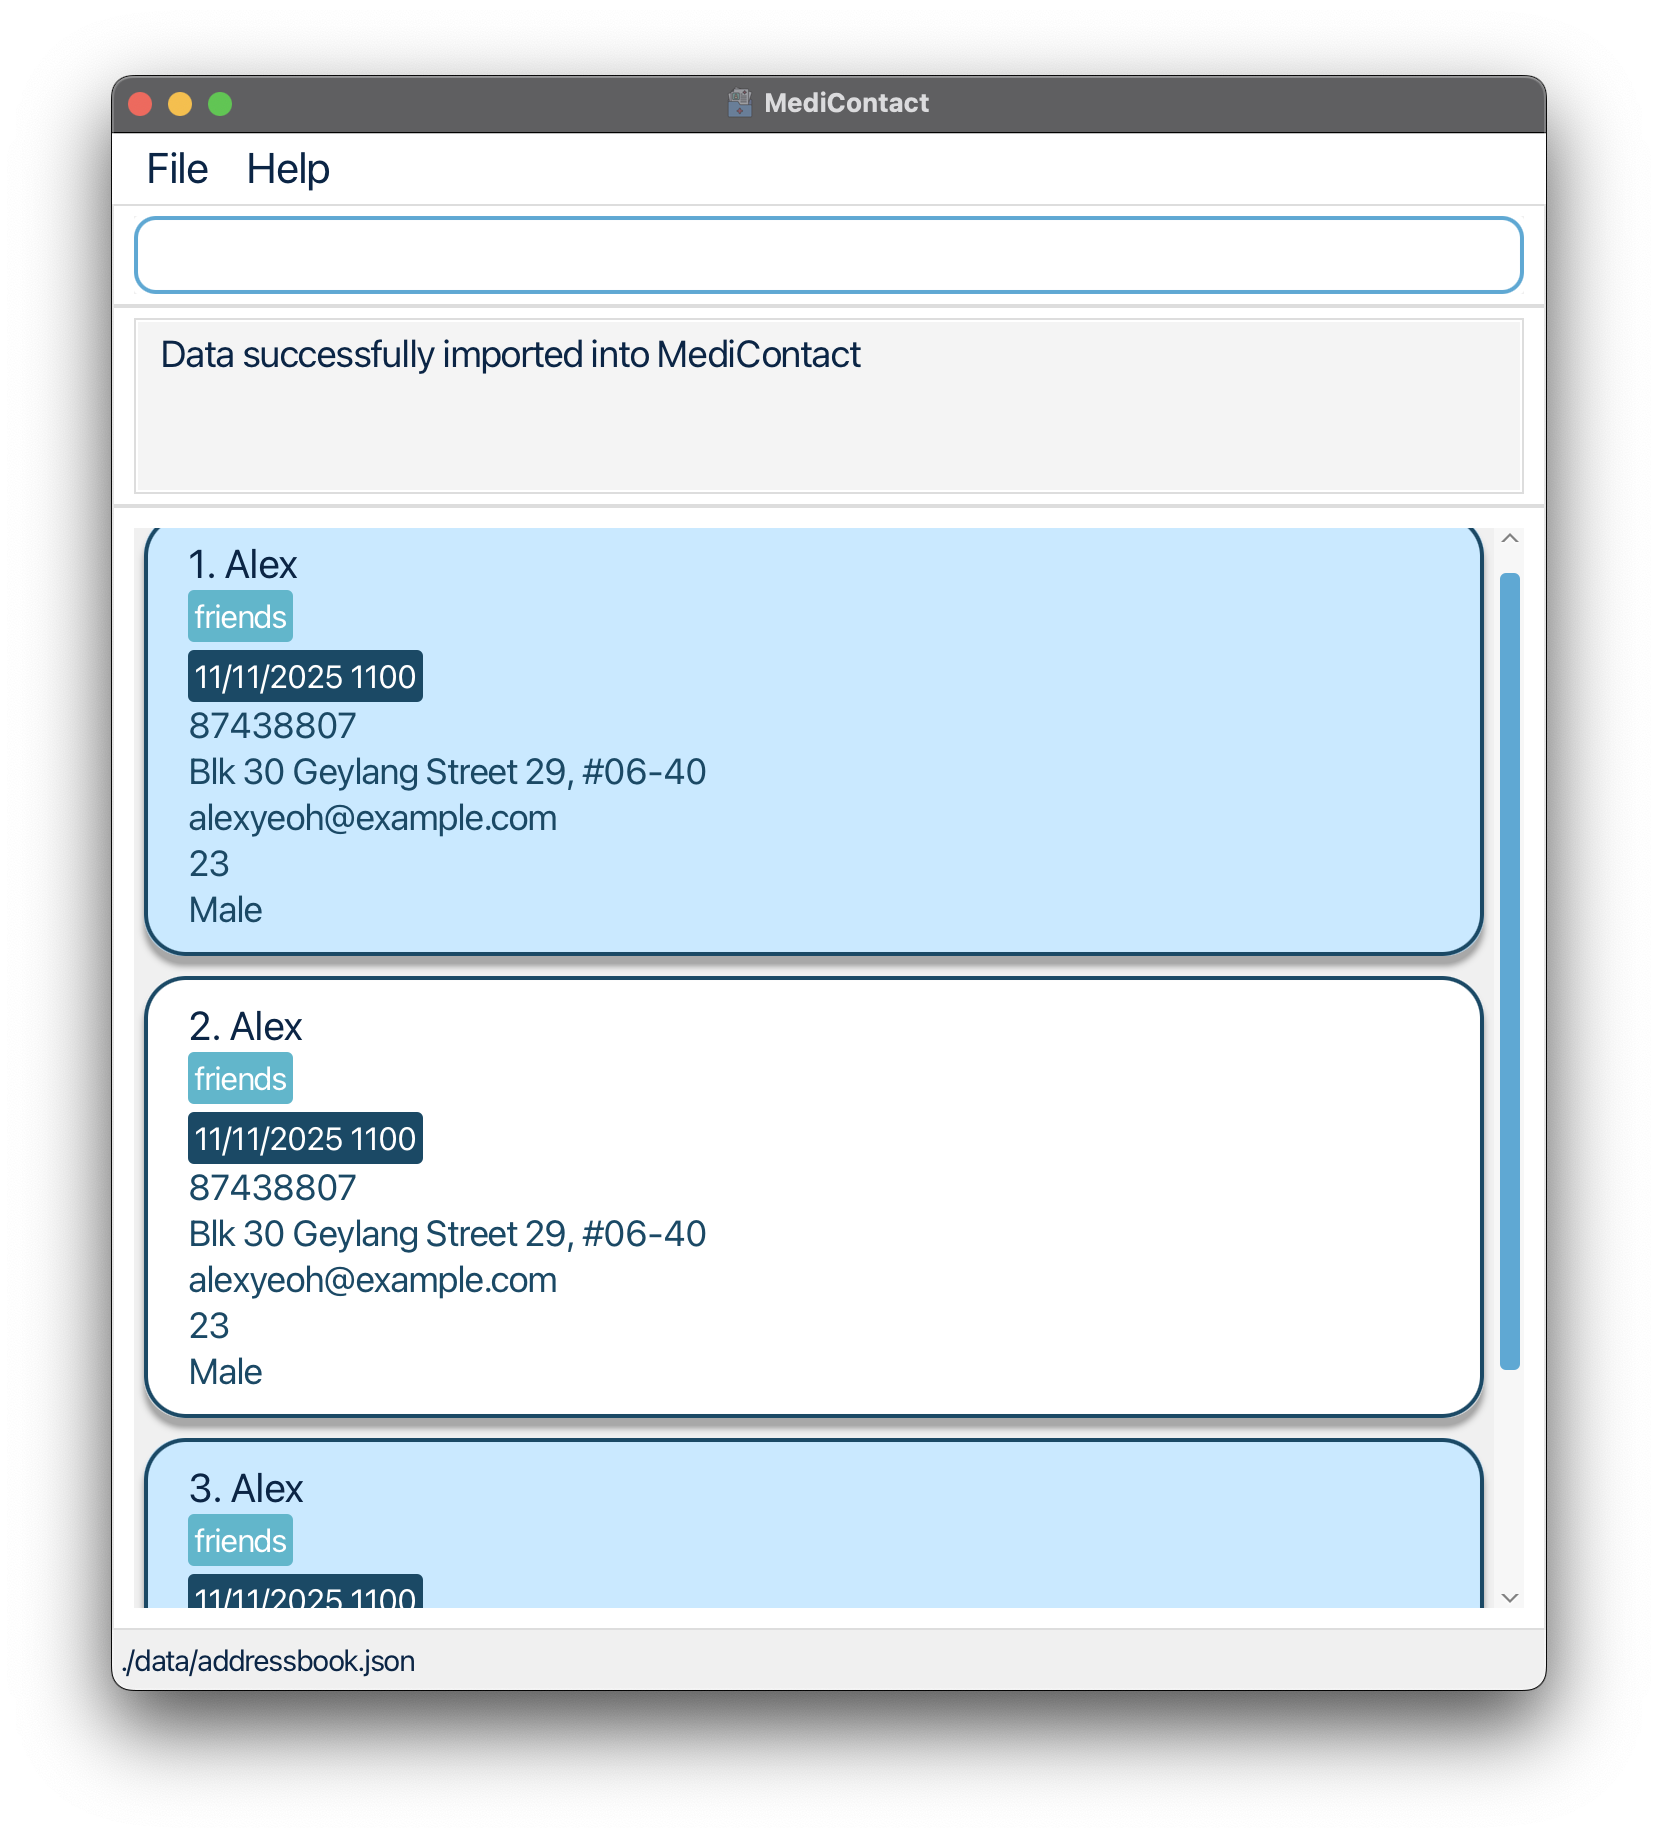 MediContact
File Help
Data successfully imported into MediContact
1. Alex
friends
11/11/2025 1100
87438807
Blk 30 Geylang Street 29, #06-40
alexyeoh@example.com
23
Male
2. Alex
friends
11/11/2025 1100
87438807
Blk 30 Geylang Street 29, #06-40
alexyeoh@example.com
23
Male
3. Alex
friends
11/11/2025 1100
./data/addressbook.json